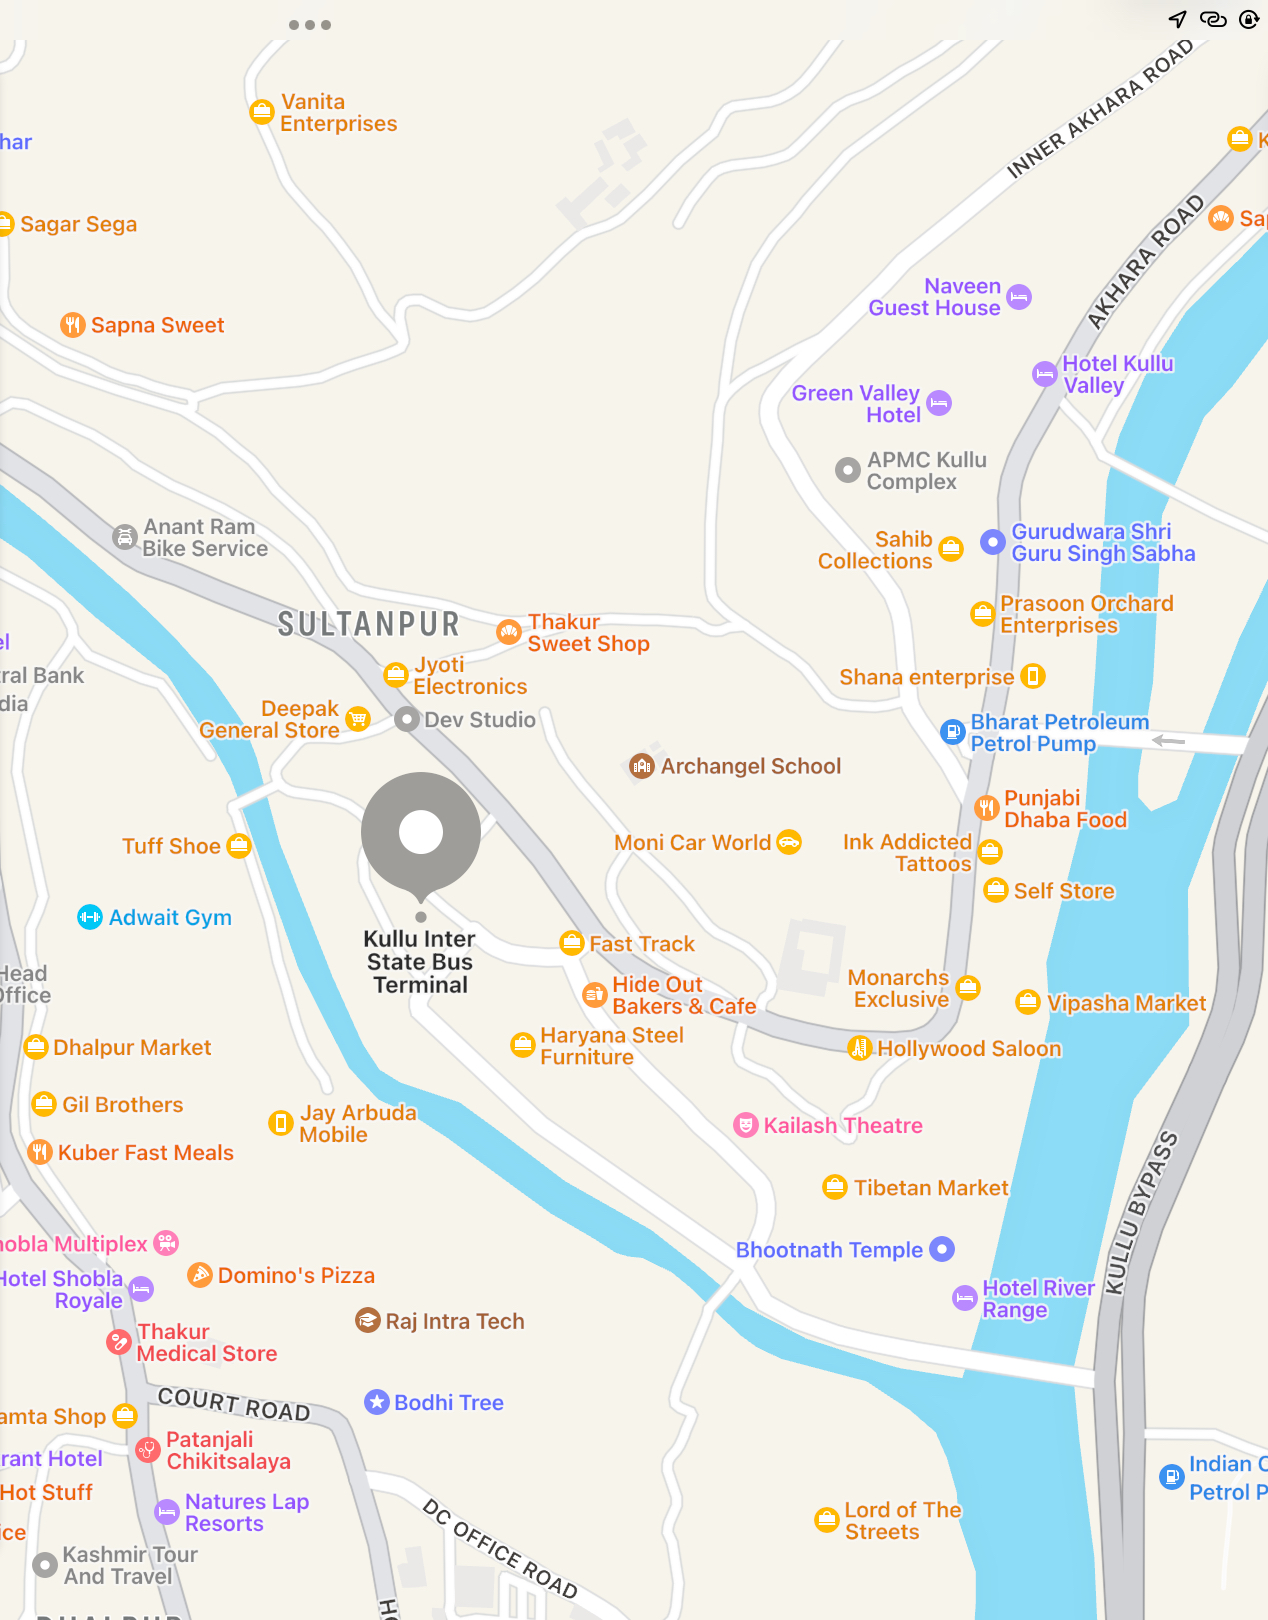 Vanita
Enterprises
INNER AKHARA ROAD
har
K
Sagar Sega
AKHARA ROAD
Sap
Naveen
Guest House
Sapna Sweet
Hotel Kullu
Valley
Green Valley
Hotel
APMC Kullu
Complex
Anant Ram
Bike Service
Sahib
Collections
Gurudwara Shri
Guru Singh Sabha
Prasoon Orchard
Enterprises
SULTANPUR
Thakur
Sweet Shop
el
tral Bank
dia
Jyoti
Electronics
Shana enterprise
Deepak
General Store
Dev Studio
Bharat Petroleum
Petrol Pump
Archangel School
Punjabi
Dhaba Food
Tuff Shoe
Moni Car World
Ink Addicted
Tattoos
Self Store
Adwait Gym
Kullu Inter
State Bus
Terminal
Fast Track
Head
Office
Hide Out
Bakers & Cafe
Monarchs
Exclusive
Vipasha Market
Dhalpur Market
Haryana Steel
Furniture
Hollywood Saloon
Gil Brothers
Jay Arbuda
Mobile
Kailash Theatre
Kuber Fast Meals
KULLU BYPASS
Tibetan Market
hobla Multiplex
Bhootnath Temple
Hotel Shobla
Royale
Domino's Pizza
Hotel River
Range
Raj Intra Tech
Thakur
Medical Store
COURT ROAD
Bodhi Tree
amta Shop
Patanjali
Chikitsalaya
rant Hotel
Indian O
Petrol P
Hot Stuff
Natures Lap
Resorts
DC OFFICE ROAD
Lord of The
Streets
ice
Kashmir Tour
And Travel
HO
DHALPUR